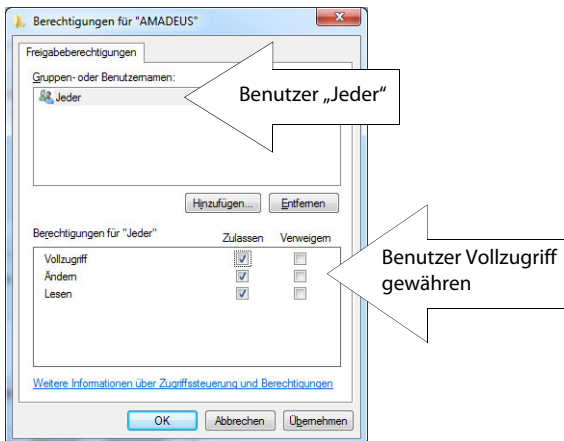 Berechtigungen für "AMADEUS"
Freigabeberechtigungen
Gruppen- oder Benutzernamen:
Jeder
Benutzer „Jeder“
Hinzufügen...
Entfernen
Berechtigungen für "Jeder"
Zulassen
Verweigern
Vollzugriff
Ändern
Lesen
Benutzer Vollzugriff
gewähren
Weitere Informationen über Zugriffssteuerung und Berechtigungen
OK
Abbrechen
Übernehmen